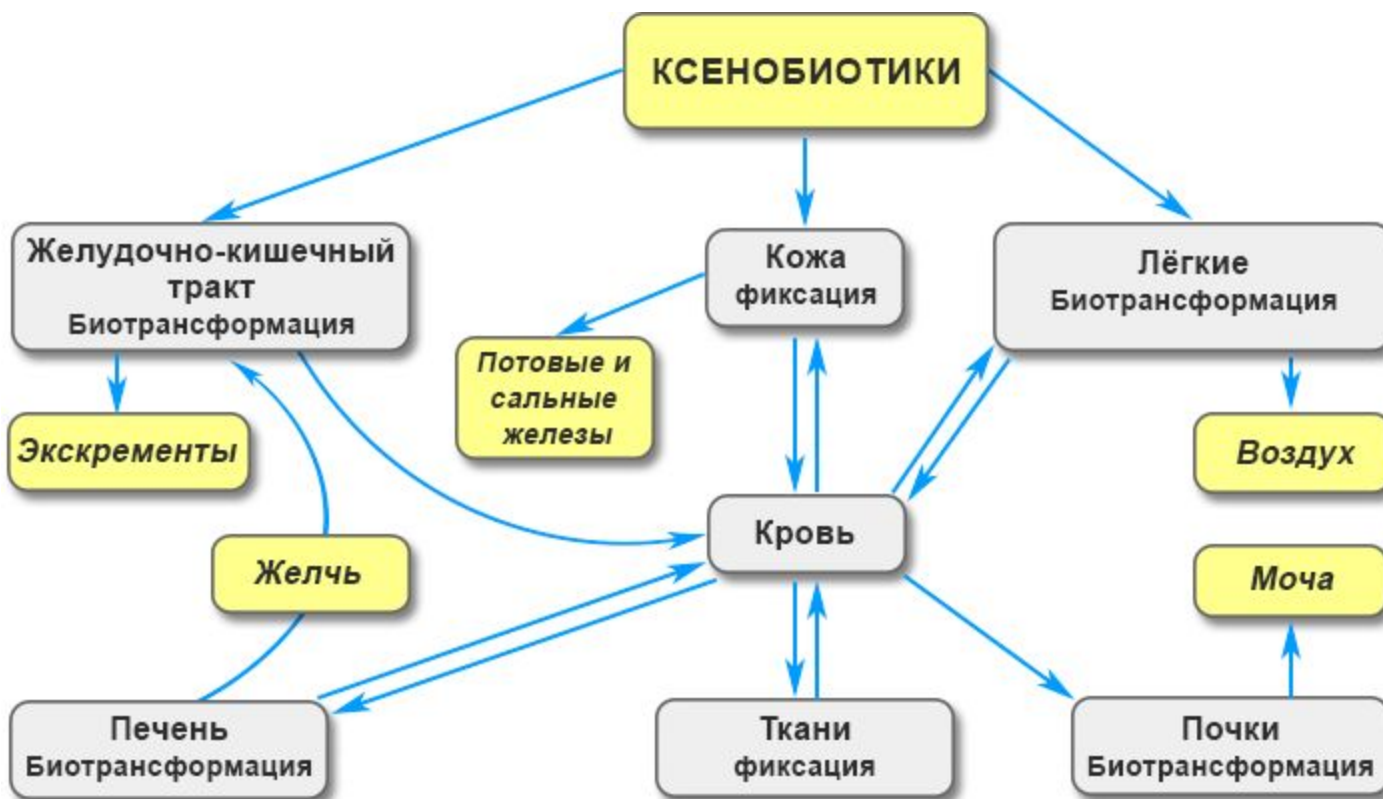 КСЕНОБИОТИКИ
Желудочно-кишечный
тракт
Биотрансформация
Кожа
фиксация
Лёгкие
Биотрансформация
Потовые и
сальные
железы
Экскременты
Воздух
Кровь
Желчь
Моча
Печень
Биотрансформация
Ткани
фиксация
Почки
Биотрансформация